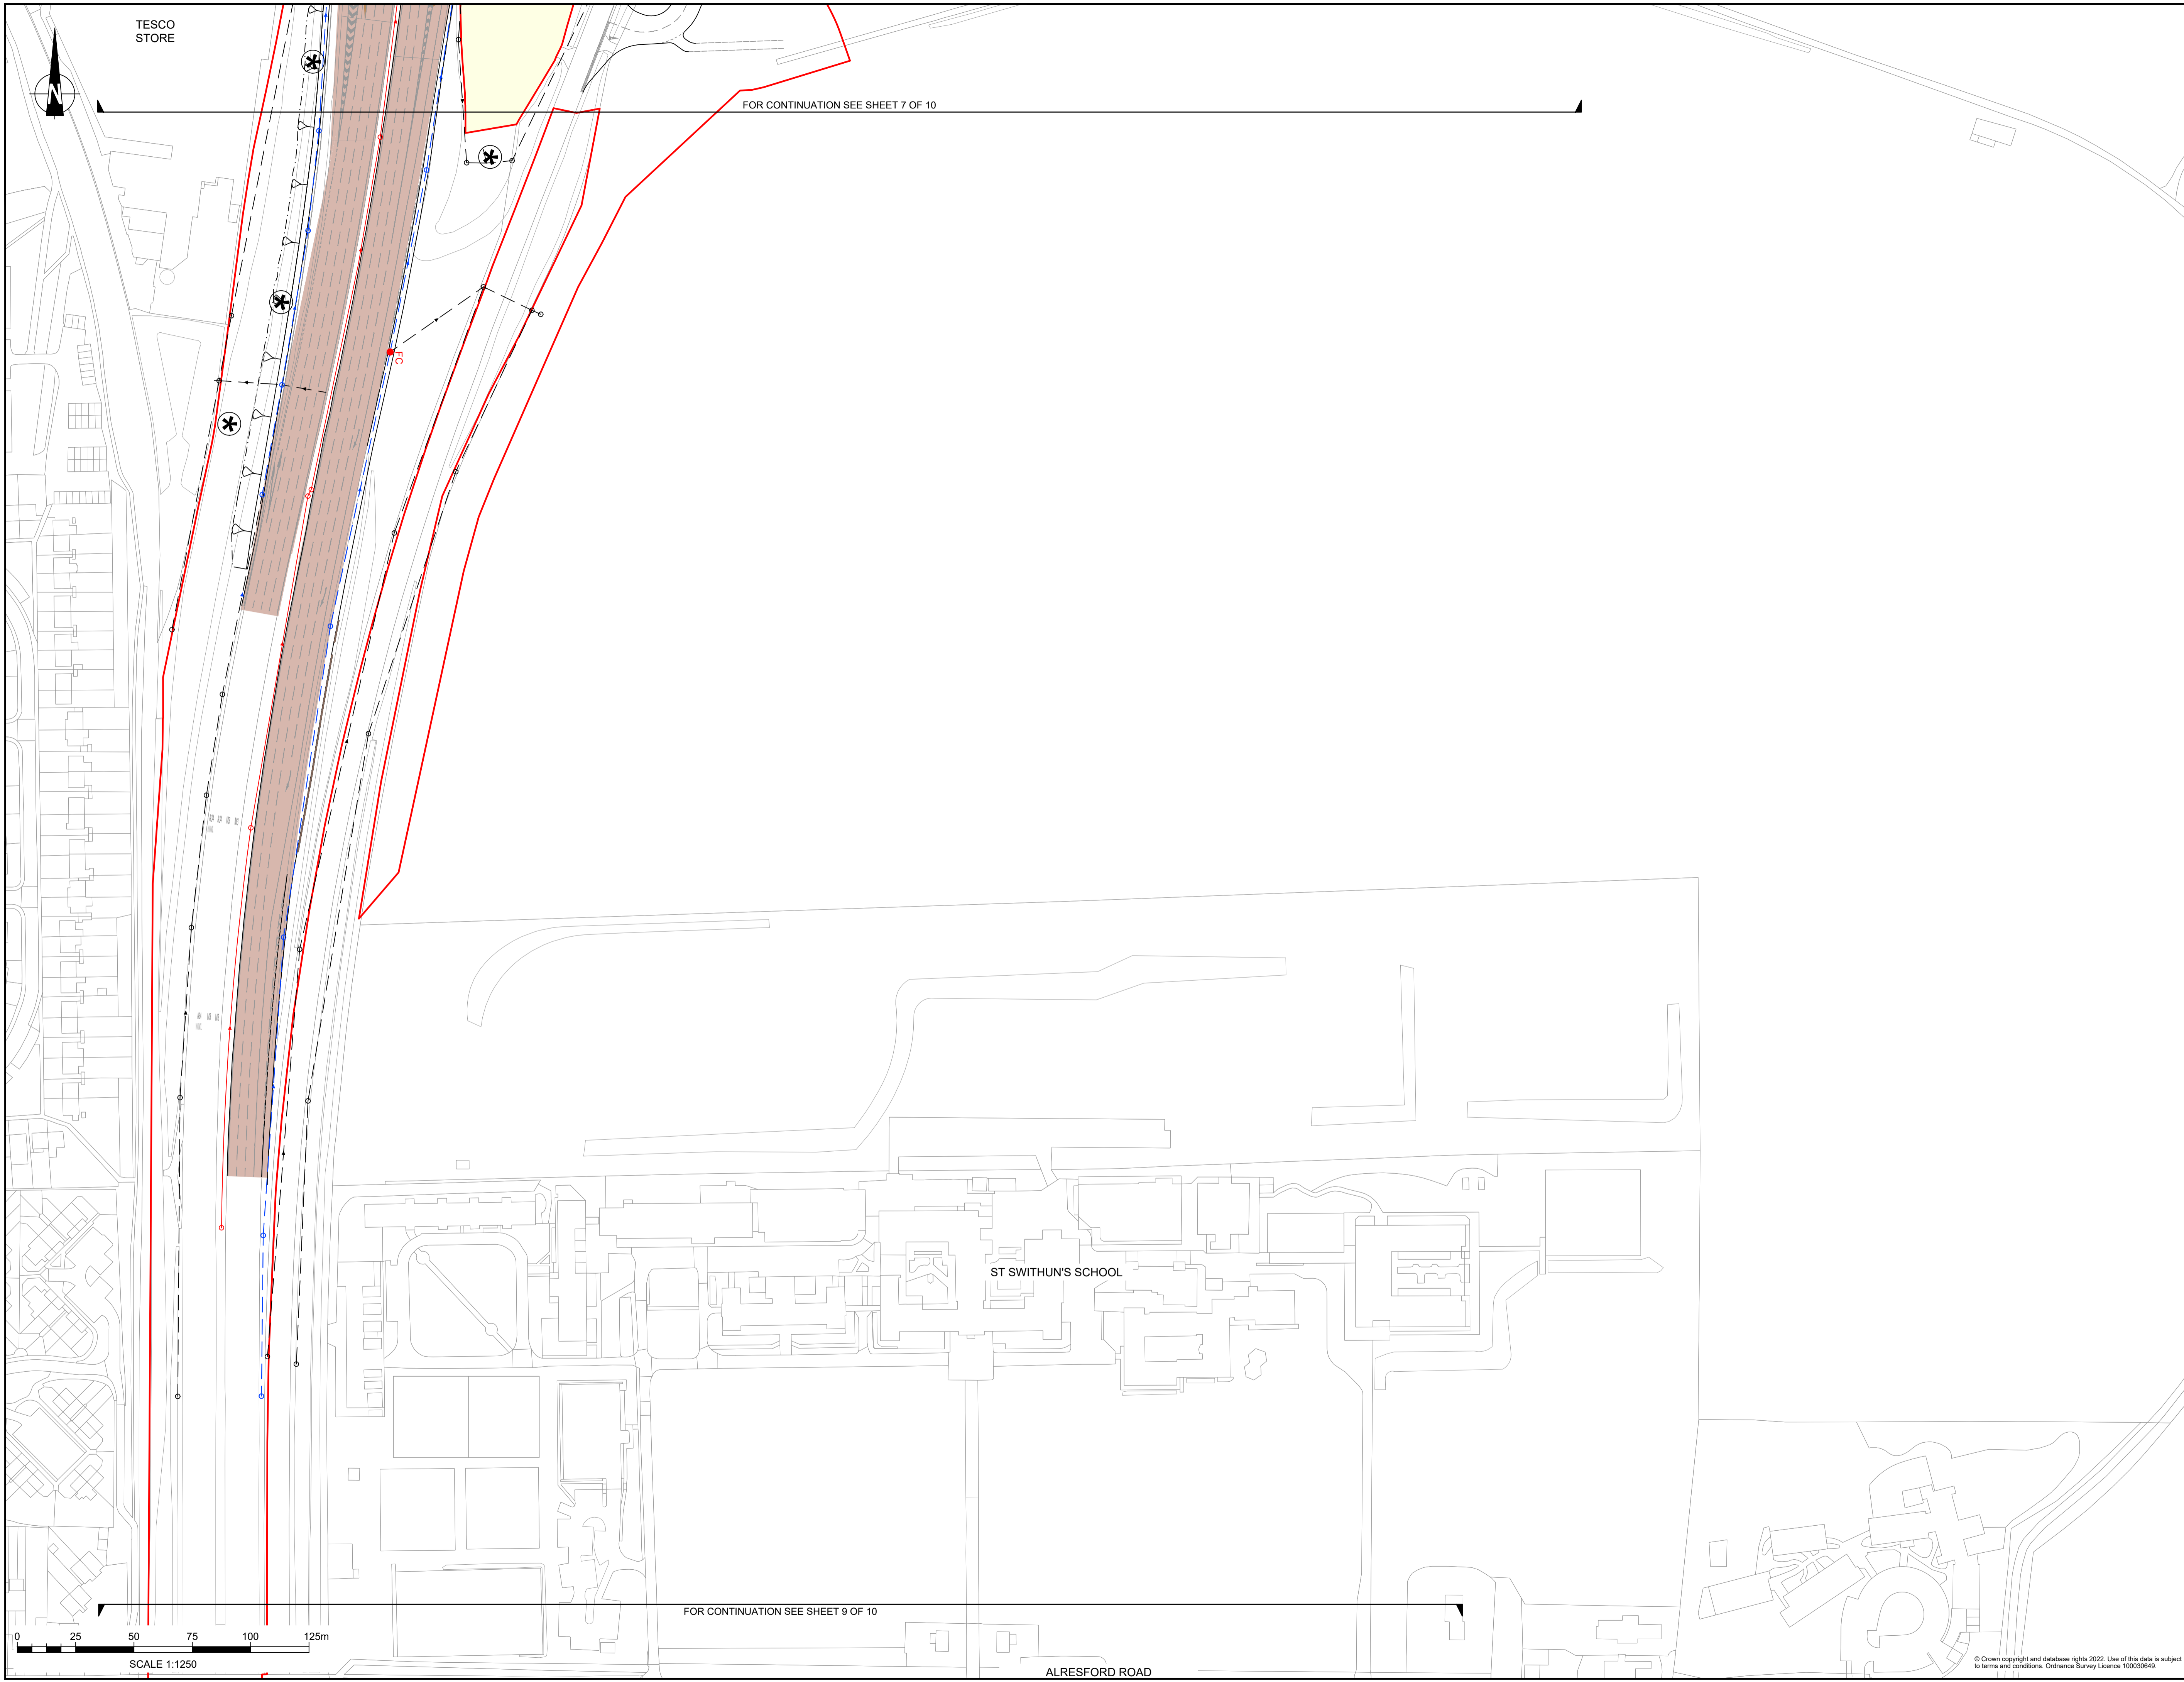 TESCO
STORE
N
FOR CONTINUATION SEE SHEET 7 OF 10
FC
ST SWITHUN'S SCHOOL
FOR CONTINUATION SEE SHEET 9 OF 10
0 25 50 75 100 125m
SCALE 1:1250
ALRESFORD ROAD
© Crown copyright and database rights 2022. Use of this data is subject
to terms and conditions. Ordnance Survey Licence 100030649.